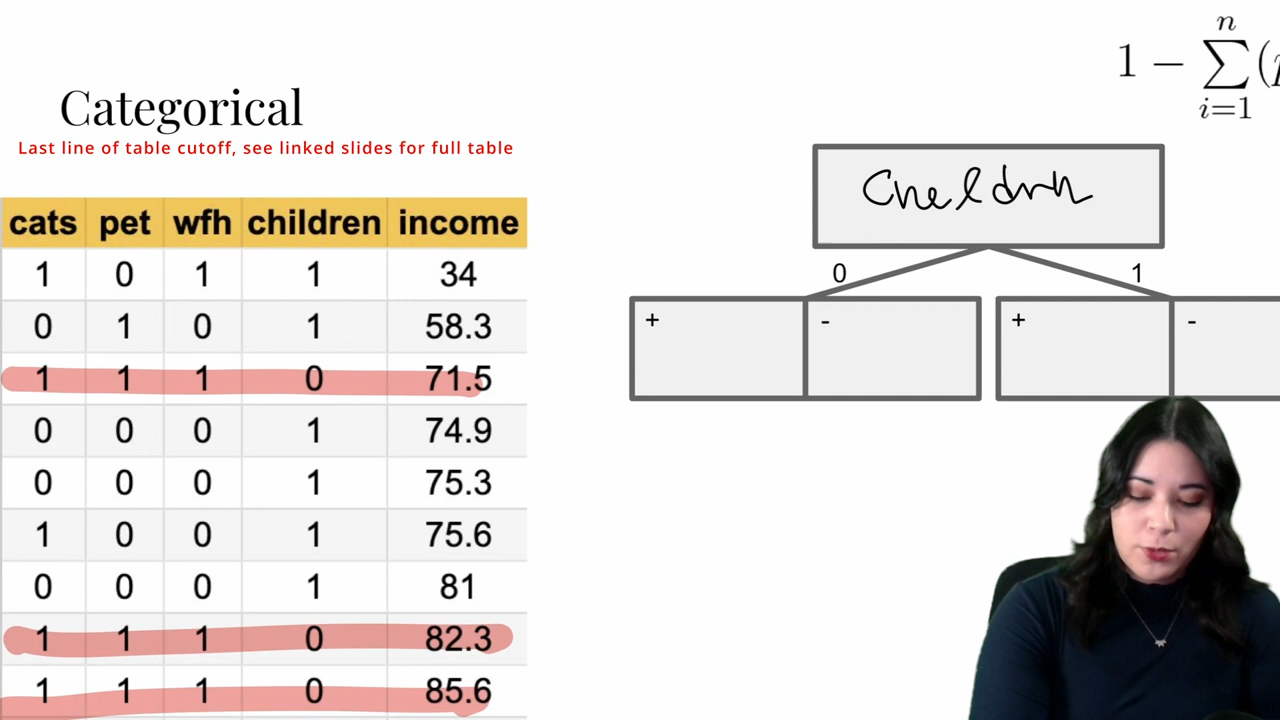 Categorical
Last line of table cutoff, see linked slides for full table
cats pet wfh children income
1 0 1 1 34
0 1 0 1 58.3
1 1 1 0 71.5
0 0 0 1 74.9
0 0 0 1 75.3
1 0 0 1 75.6
0 0 0 1 81
1 1 1 0 82.3
1 1 1 0 85.6
n
1 − ∑(
i=1
0 1
+ - + -